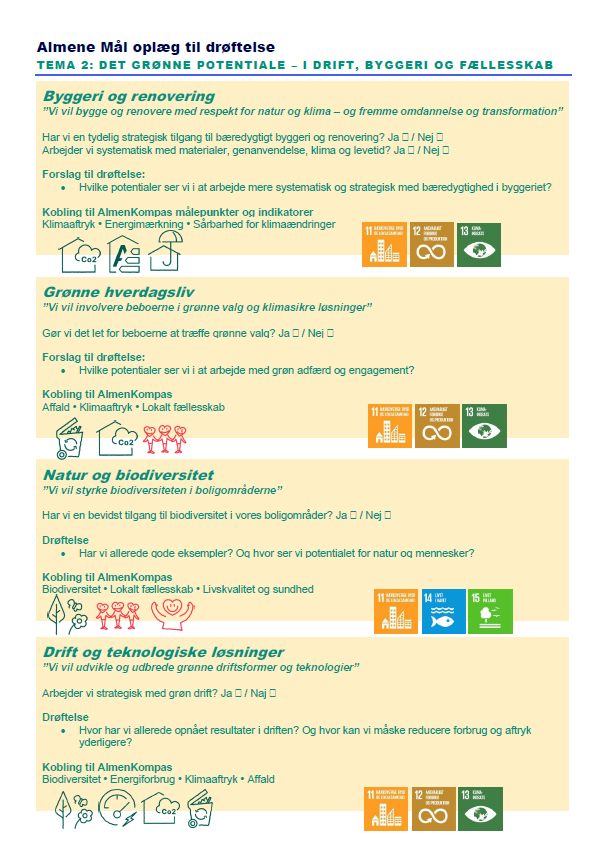 Almene Mål oplæg til drøftelse
TEMA 2: DET GRØNNE POTENTIALE – I DRIFT, BYGGERI OG FÆLLESSKAB
Byggeri og renovering
”Vi vil bygge og renovere med respekt for natur og klima – og fremme omdannelse og transformation”
Har vi en tydelig strategisk tilgang til bæredygtigt byggeri og renovering? Ja ☐ / Nej ☐
Arbejder vi systematisk med materialer, genanvendelse, klima og levetid? Ja ☐ / Nej ☐
Forslag til drøftelse:
• Hvilke potentialer ser vi i at arbejde mere systematisk og strategisk med bæredygtighed i byggeriet?
Kobling til AlmenKompas målepunkter og indikatorer
Klimaaftryk • Energimærkning • Sårbarhed for klimaændringer
Co2
A
11 BÆREDYGTIGE BYER OG LOKALSAMFUND
12 ANSVARLIGT FORBRUG OG PRODUKTION
13 KLIMA-INDSATS
Grønne hverdagsliv
”Vi vil involvere beboerne i grønne valg og klimasikre løsninger”
Gør vi det let for beboerne at træffe grønne valg? Ja ☐ / Nej ☐
Forslag til drøftelse:
• Hvilke potentialer ser vi i at arbejde med grøn adfærd og engagement?
Kobling til AlmenKompas
Affald • Klimaaftryk • Lokalt fællesskab
Co2
11 BÆREDYGTIGE BYER OG LOKALSAMFUND
12 ANSVARLIGT FORBRUG OG PRODUKTION
13 KLIMA-INDSATS
Natur og biodiversitet
”Vi vil styrke biodiversiteten i boligområderne”
Har vi en bevidst tilgang til biodiversitet i vores boligområder? Ja ☐ / Nej ☐
Drøftelse
• Har vi allerede gode eksempler? Og hvor ser vi potentialet for natur og mennesker?
Kobling til AlmenKompas
Biodiversitet • Lokalt fællesskab • Livskvalitet og sundhed
11 BÆREDYGTIGE BYER OG LOKALSAMFUND
14 LIVET I HAVET
15 LIVET PÅ LAND
Drift og teknologiske løsninger
”Vi vil udvikle og udbrede grønne driftsformer og teknologier”
Arbejder vi strategisk med grøn drift? Ja ☐ / Naj ☐
Drøftelse
• Hvor har vi allerede opnået resultater i driften? Og hvor kan vi måske reducere forbrug og aftryk
yderligere?
Kobling til AlmenKompas
Biodiversitet • Energiforbrug • Klimaaftryk • Affald
Co2
11 BÆREDYGTIGE BYER OG LOKALSAMFUND
12 ANSVARLIGT FORBRUG OG PRODUKTION
13 KLIMA-INDSATS